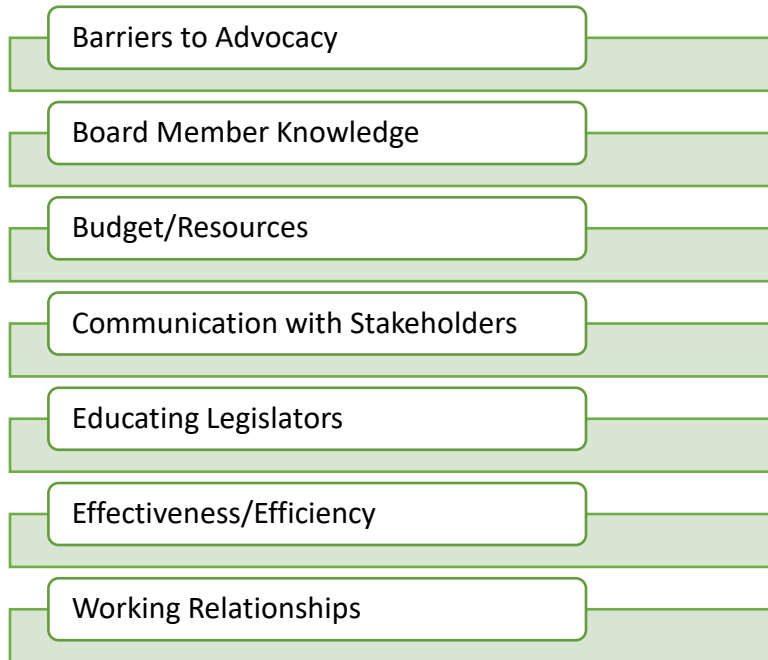 Barriers to Advocacy
Board Member Knowledge
Budget/Resources
Communication with Stakeholders
Educating Legislators
Effectiveness/Efficiency
Working Relationships